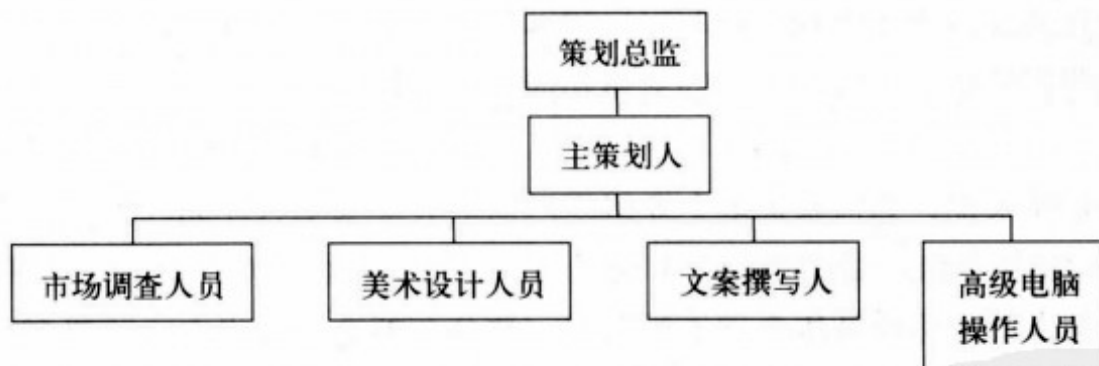 策划总监
主策划人
市场调查人员
美术设计人员
文案撰写人
高级电脑
操作人员